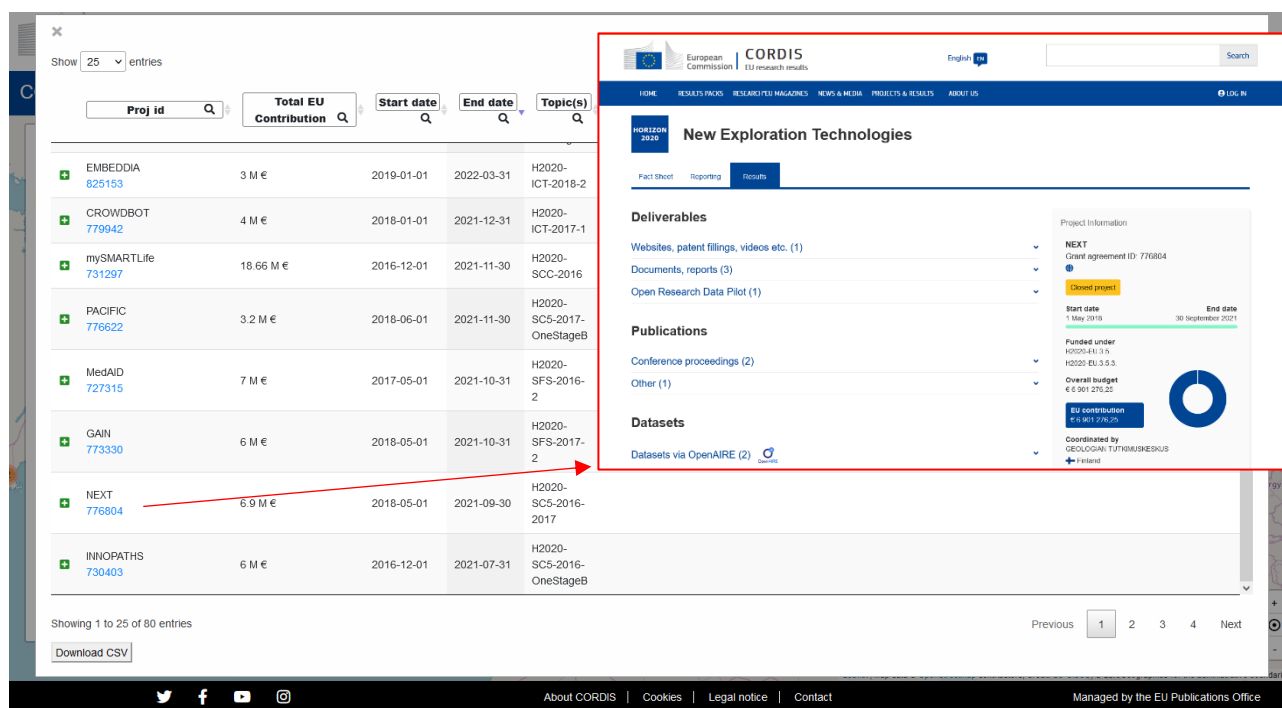 ×
Show 25 entries
Proj id
Total EU
Contribution
Start date
End date
Topic(s)
EMBEDDIA
825153
3 M €
2019-01-01
2022-03-31
H2020-
ICT-2018-2
CROWDBOT
779942
4 M €
2018-01-01
2021-12-31
H2020-
ICT-2017-1
mySMARTLife
731297
18.66 M €
2016-12-01
2021-11-30
H2020-
SCC-2016
PACIFIC
776622
3.2 M €
2018-06-01
2021-11-30
H2020-
SC5-2017-
OneStageB
MedAID
727315
7 M €
2017-05-01
2021-10-31
H2020-
SFS-2016-
2
GAIN
773330
6 M €
2018-05-01
2021-10-31
H2020-
SFS-2017-
2
NEXT
776804
6.9 M €
2018-05-01
2021-09-30
H2020-
SC5-2016-
2017
INNOPATHS
730403
6 M €
2016-12-01
2021-07-31
H2020-
SC5-2016-
OneStageB
Showing 1 to 25 of 80 entries
Previous 1 2 3 4 Next
Download CSV
European
Commission
CORDIS
EU research results
English EN
Search
HOME RESULTS PACKS RESEARCH*EU MAGAZINES NEWS & MEDIA PROJECTS & RESULTS ABOUT US LOG IN
HORIZON
2020
New Exploration Technologies
Fact Sheet Reporting Results
Deliverables
Websites, patent fillings, videos etc. (1)
Documents, reports (3)
Open Research Data Pilot (1)
Publications
Conference proceedings (2)
Other (1)
Datasets
Datasets via OpenAIRE (2)
OpenAIRE
Project Information
NEXT
Grant agreement ID: 776804
Closed project
Start date
1 May 2018
End date
30 September 2021
Funded under
H2020-EU.3.5.
H2020-EU.3.5.3.
Overall budget
€ 6 901 276,25
EU contribution
€ 6 901 276,25
Coordinated by
GEOLOGIAN TUTKIMUSKESKUS
Finland
About CORDIS | Cookies | Legal notice | Contact
Managed by the EU Publications Office